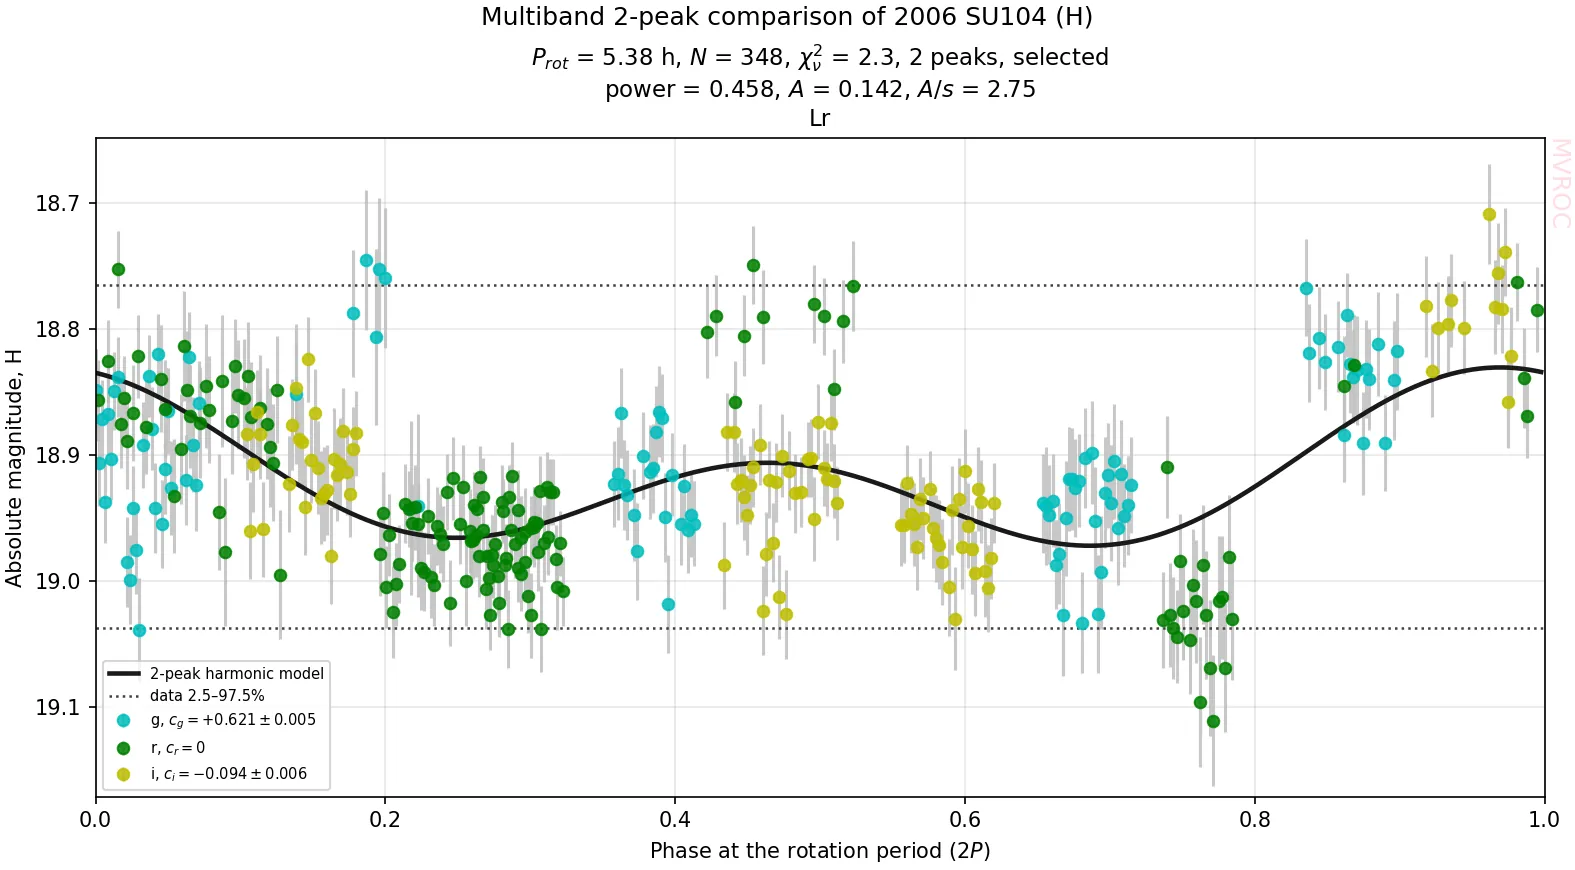 Multiband 2-peak comparison of 2006 SU104 (H)
P_rot = 5.38 h, N = 348, χ²_ν = 2.3, 2 peaks, selected
power = 0.458, A = 0.142, A/s = 2.75
Lr
MVROC
Absolute magnitude, H
18.7
18.8
18.9
19.0
19.1
2-peak harmonic model
data 2.5–97.5%
g, c_g = +0.621 ± 0.005
r, c_r = 0
i, c_i = −0.094 ± 0.006
0.0 0.2 0.4 0.6 0.8 1.0
Phase at the rotation period (2P)